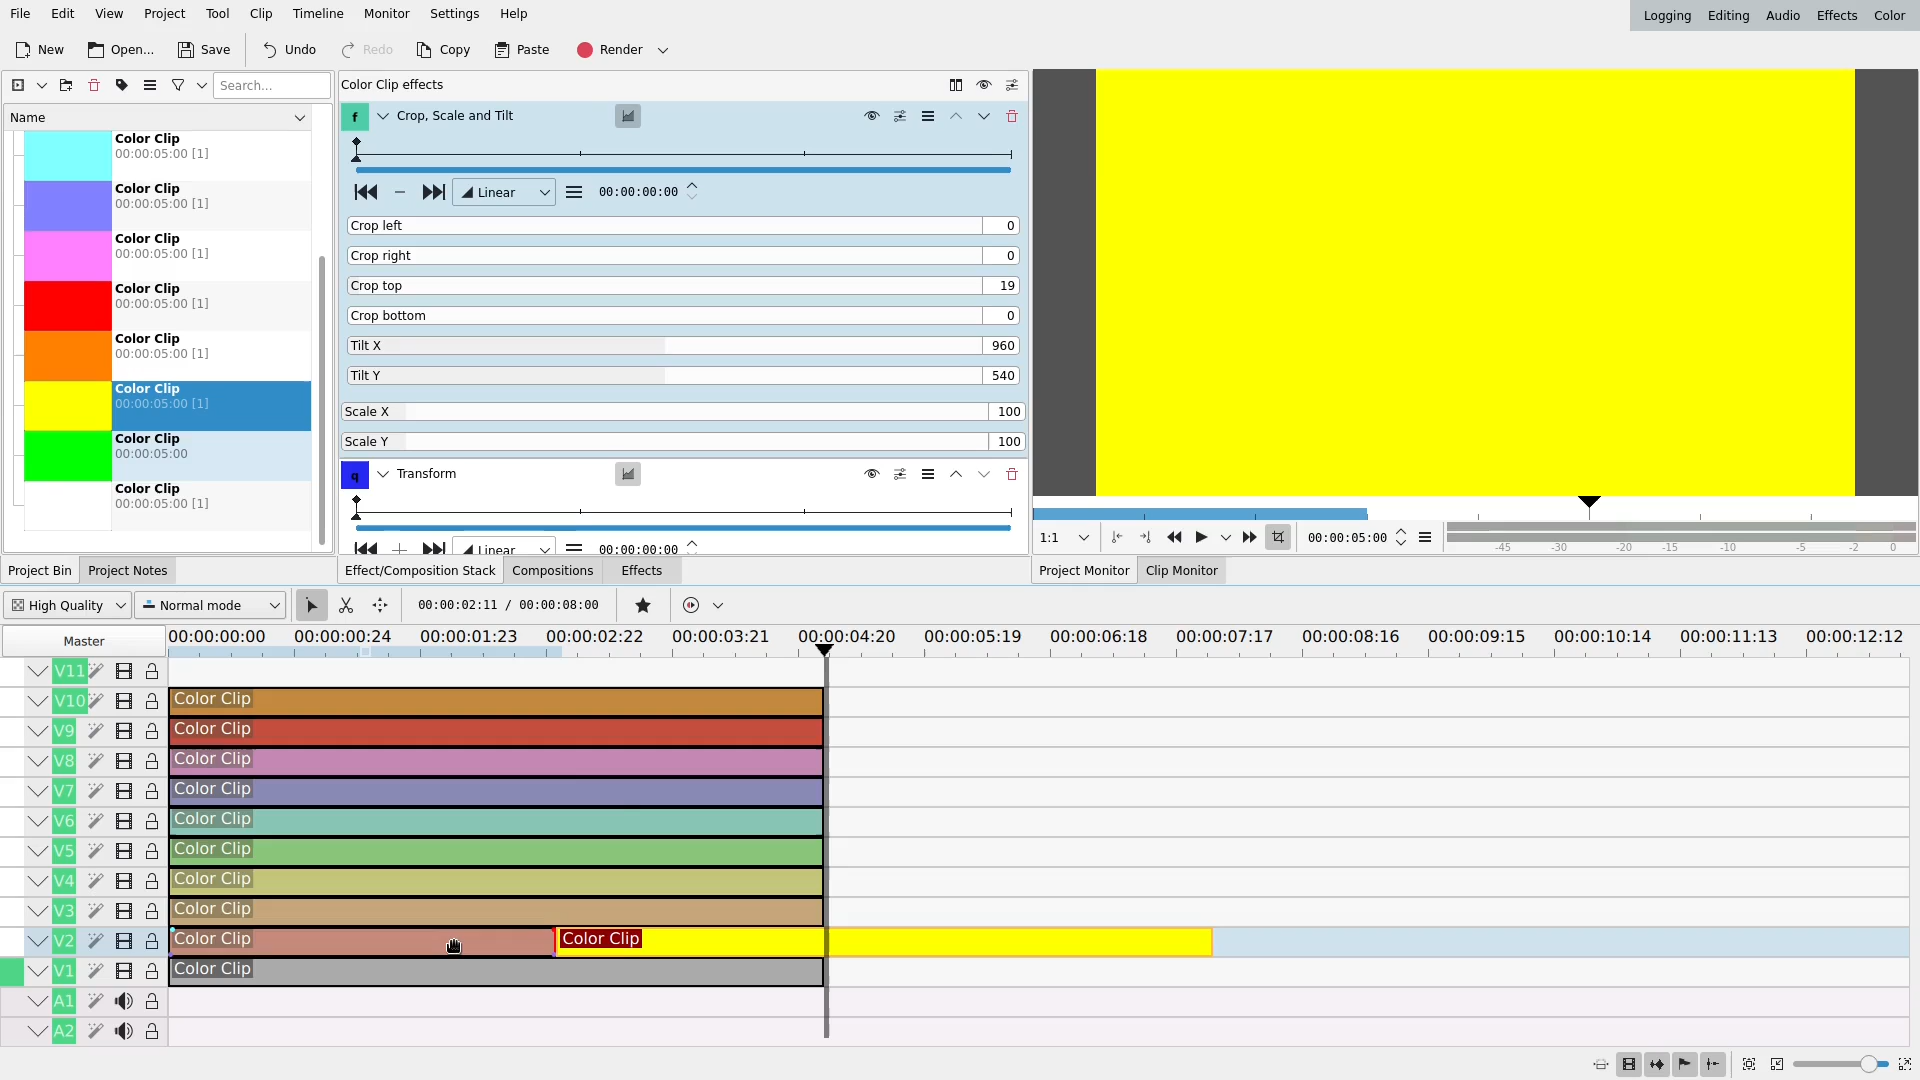 File Edit View Project Tool Clip Timeline Monitor Settings Help
Logging Editing Audio Effects Color
New Open... Save Undo Redo Copy Paste Render
Search...
Name
Color Clip
00:00:05:00 [1]
Color Clip
00:00:05:00 [1]
Color Clip
00:00:05:00 [1]
Color Clip
00:00:05:00 [1]
Color Clip
00:00:05:00 [1]
Color Clip
00:00:05:00 [1]
Color Clip
00:00:05:00
Color Clip
00:00:05:00 [1]
Project Bin Project Notes
Color Clip effects
f Crop, Scale and Tilt
Linear 00:00:00:00
Crop left 0
Crop right 0
Crop top 19
Crop bottom 0
Tilt X 960
Tilt Y 540
Scale X 100
Scale Y 100
q Transform
Linear 00:00:00:00
Effect/Composition Stack Compositions Effects
1:1 00:00:05:00
-45 -30 -20 -15 -10 -5 -2 0
Project Monitor Clip Monitor
High Quality Normal mode 00:00:02:11 / 00:00:08:00
Master 00:00:00:00 00:00:00:24 00:00:01:23 00:00:02:22 00:00:03:21 00:00:04:20 00:00:05:19 00:00:06:18 00:00:07:17 00:00:08:16 00:00:09:15 00:00:10:14 00:00:11:13 00:00:12:12
V11
V10 Color Clip
V9 Color Clip
V8 Color Clip
V7 Color Clip
V6 Color Clip
V5 Color Clip
V4 Color Clip
V3 Color Clip
V2 Color Clip Color Clip
V1 Color Clip
A1
A2